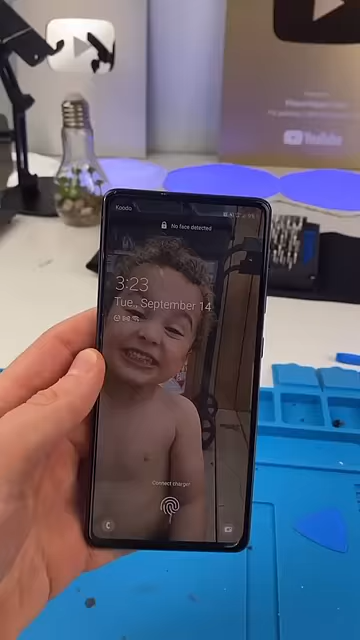 YouTube
Koodo
No face detected
3:23
Tue., September 14
Connect charger